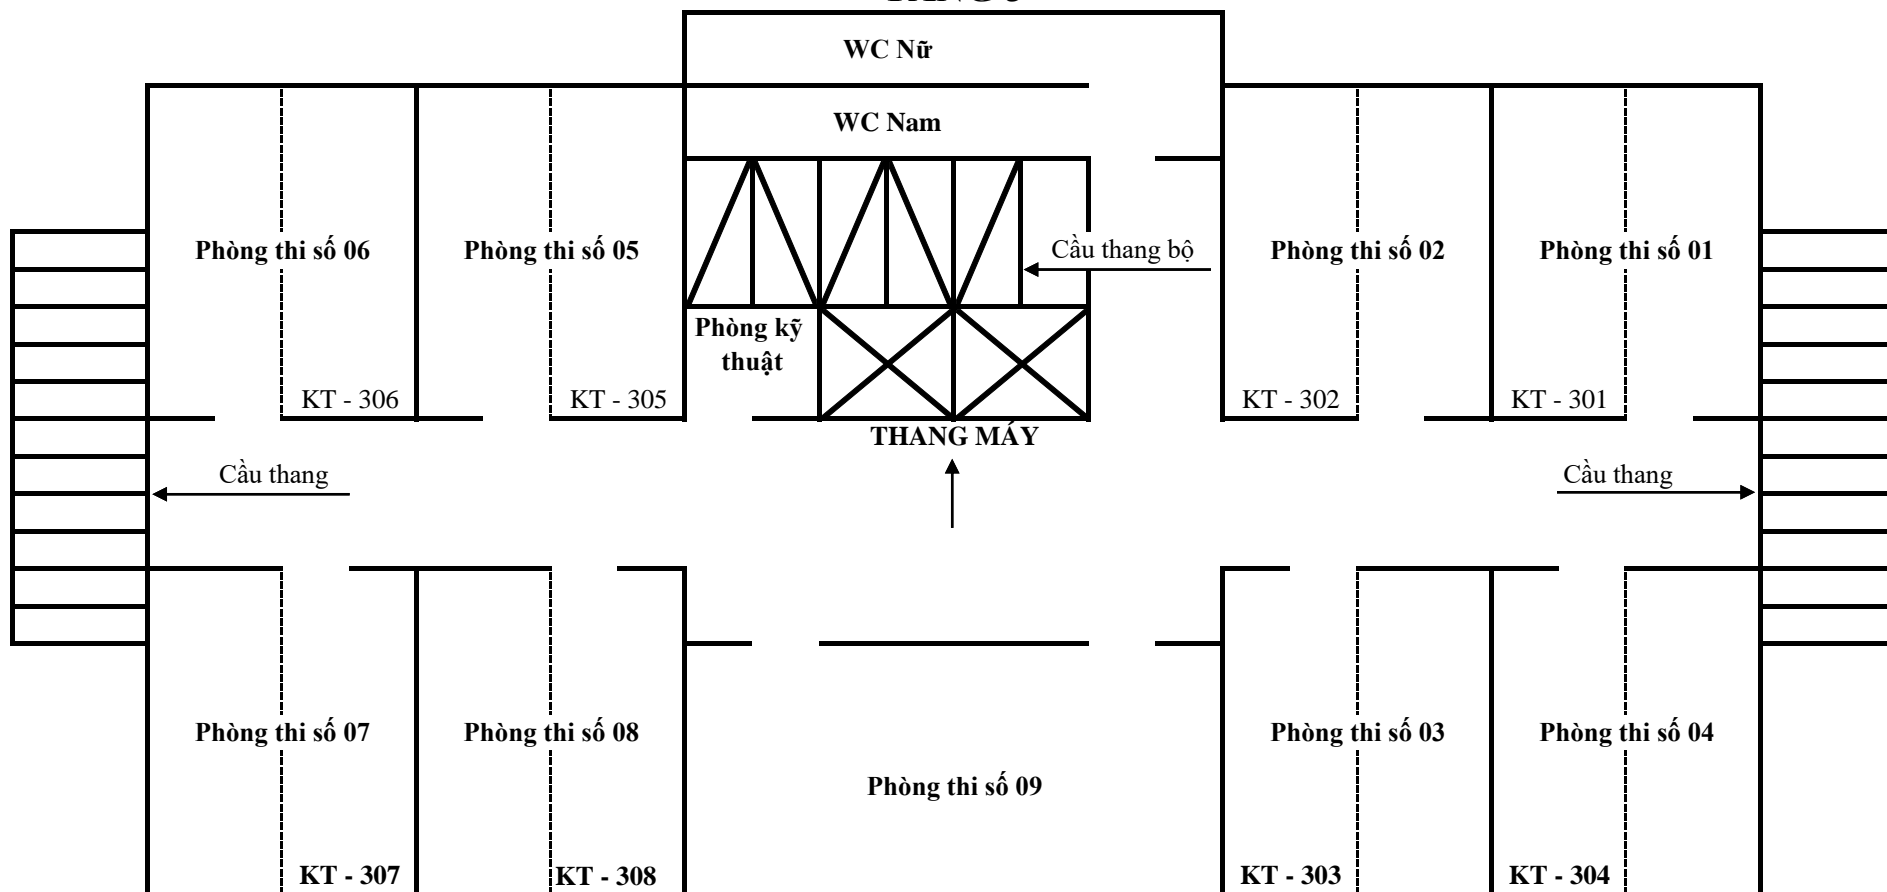 WC Nữ
WC Nam
Phòng thi số 06
Phòng thi số 05
Cầu thang bộ
Phòng thi số 02
Phòng thi số 01
Phòng kỹ
thuật
KT - 306
KT - 305
KT - 302
KT - 301
THANG MÁY
Cầu thang
Cầu thang
Phòng thi số 07
Phòng thi số 08
Phòng thi số 03
Phòng thi số 04
Phòng thi số 09
KT - 307
KT - 308
KT - 303
KT - 304